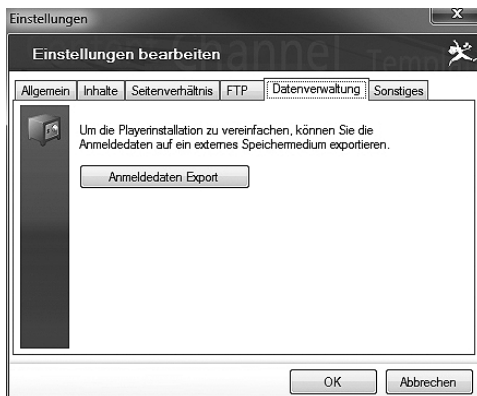 Einstellungen
X
Einstellungen bearbeiten
Allgemein Inhalte Seitenverhältnis FTP Datenverwaltung Sonstiges
Um die Playerinstallation zu vereinfachen, können Sie die
Anmeldedaten auf ein externes Speichermedium exportieren.
Anmeldedaten Export
OK Abbrechen